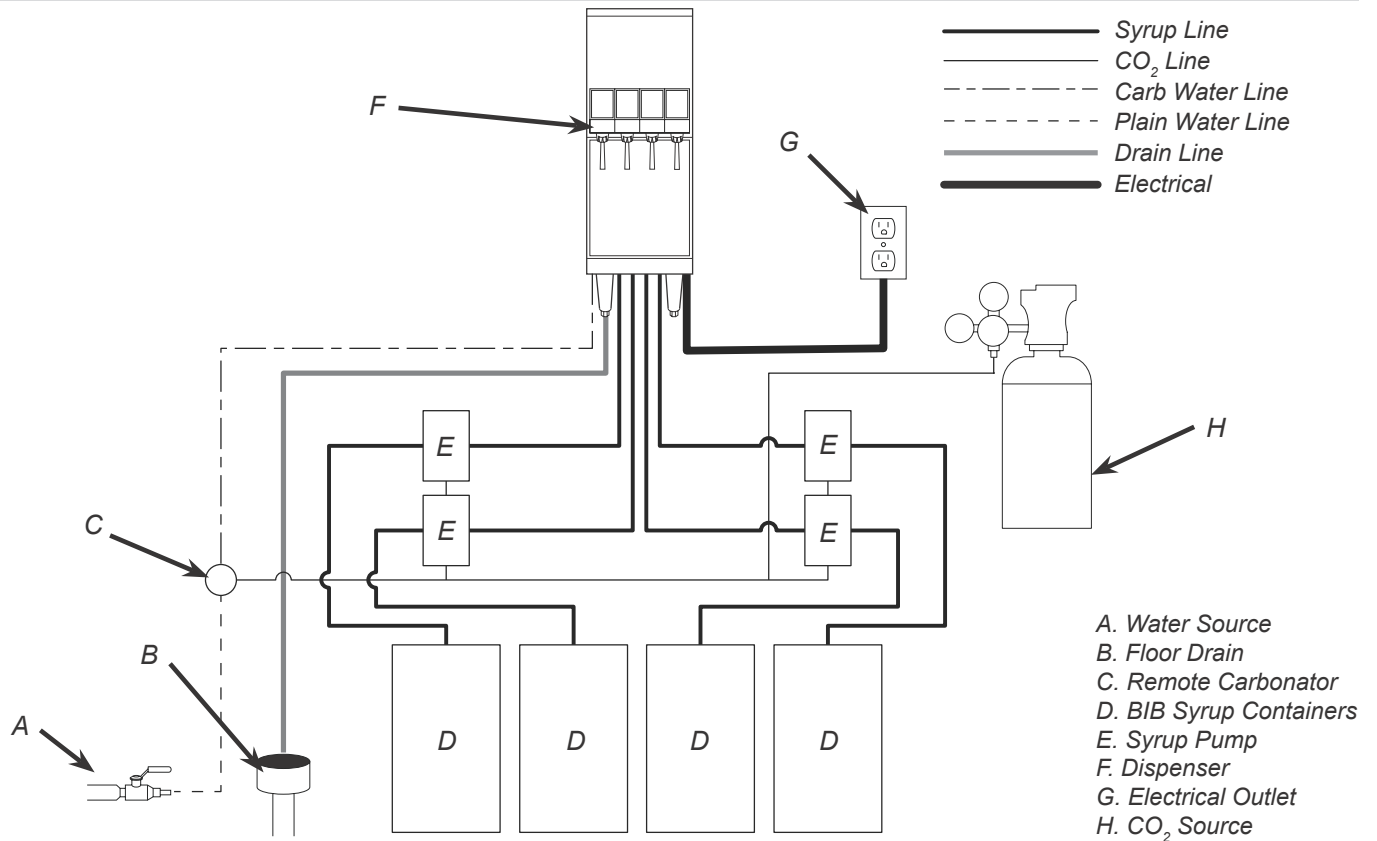 Syrup Line
CO₂ Line
Carb Water Line
Plain Water Line
Drain Line
Electrical
F
G
H
E
E
E
E
C
B
A
D
D
D
D
A. Water Source
B. Floor Drain
C. Remote Carbonator
D. BIB Syrup Containers
E. Syrup Pump
F. Dispenser
G. Electrical Outlet
H. CO₂ Source